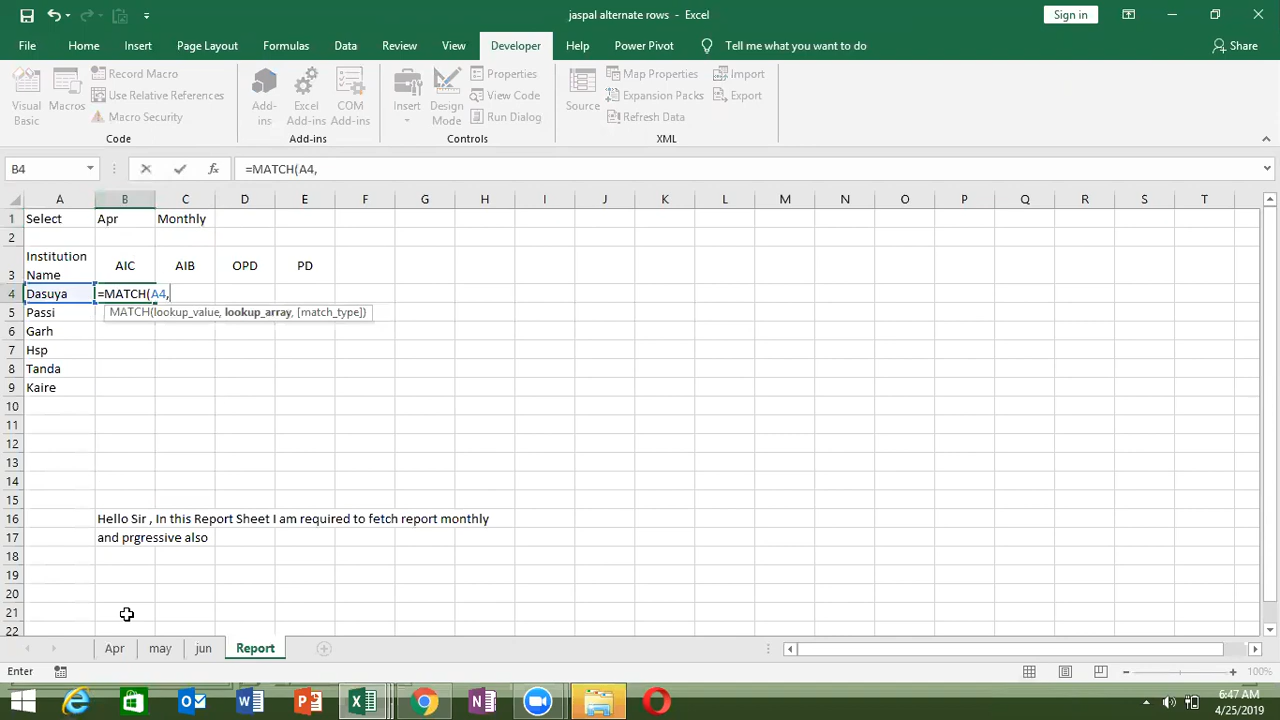 jaspal alternate rows - Excel
Sign in
File Home Insert Page Layout Formulas Data Review View Developer Help Power Pivot Tell me what you want to do Share
Visual Basic
Macros
Record Macro
Use Relative References
Macro Security
Code
Add-ins
Excel Add-ins
COM Add-ins
Add-ins
Insert
Design Mode
Properties
View Code
Run Dialog
Controls
Source
Map Properties
Expansion Packs
Refresh Data
Import
Export
XML
B4 fx =MATCH(A4,
A B C D E F G H I J K L M N O P Q R S T
1 Select Apr Monthly
2
3 Institution Name AIC AIB OPD PD
4 Dasuya =MATCH(A4,
MATCH(lookup_value, lookup_array, [match_type])
5 Passi
6 Garh
7 Hsp
8 Tanda
9 Kaire
10
11
12
13
14
15
16 Hello Sir , In this Report Sheet I am required to fetch report monthly
17 and prgressive also
18
19
20
21
22
Apr may jun Report
Enter 100%
6:47 AM
4/25/2019